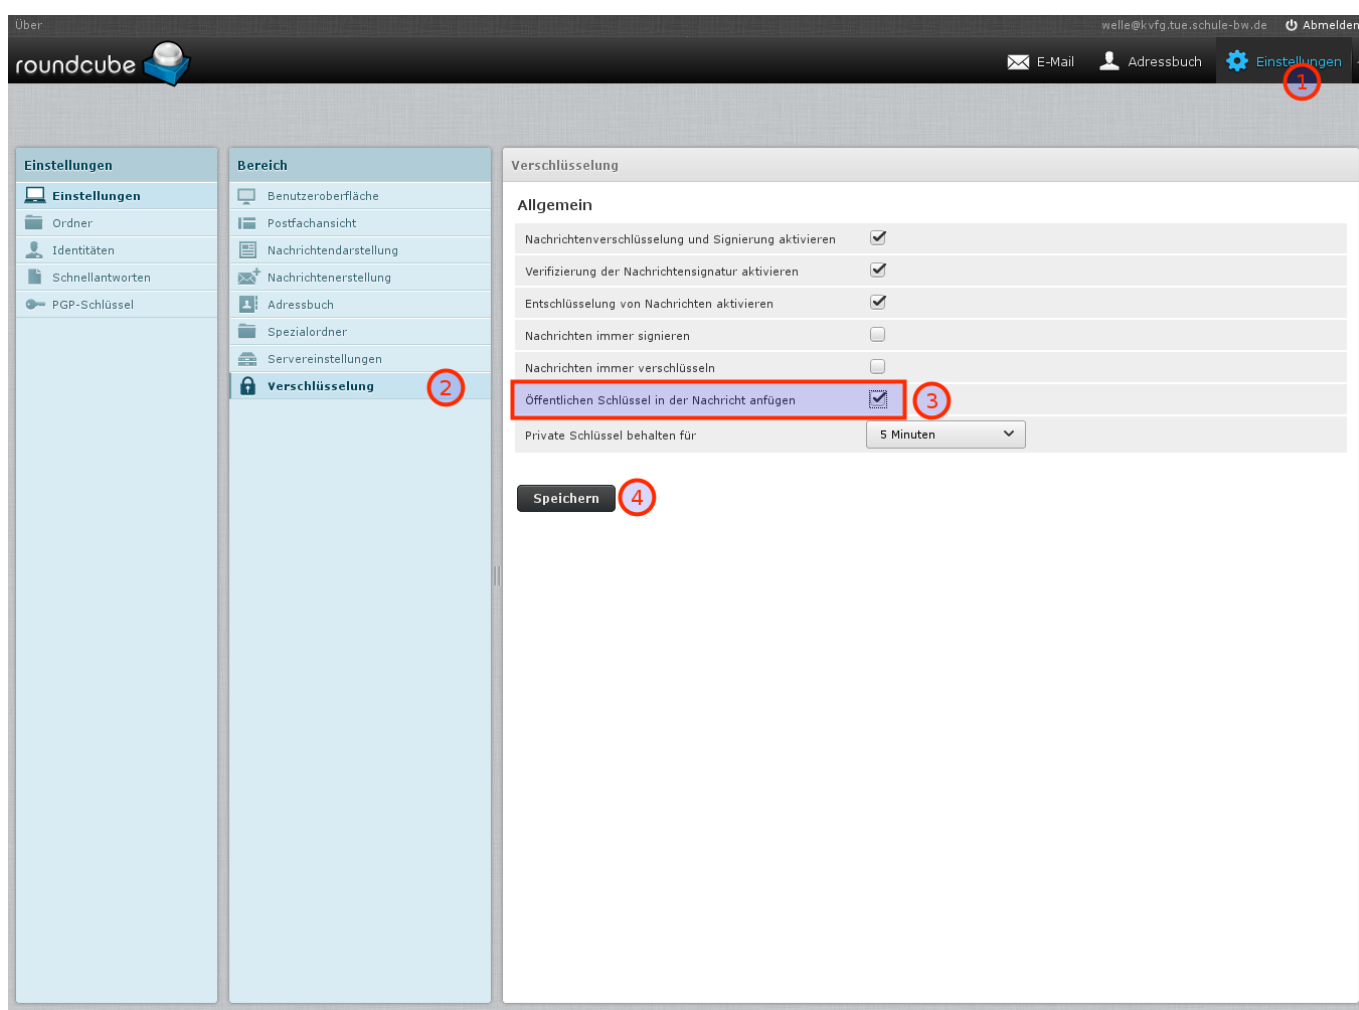 Über
welle@kvfg.tue.schule-bw.de Abmelden
roundcube
E-Mail Adressbuch Einstellungen
1
Einstellungen
Einstellungen
Ordner
Identitäten
Schnellantworten
PGP-Schlüssel
Bereich
Benutzeroberfläche
Postfachansicht
Nachrichtendarstellung
Nachrichtenerstellung
Adressbuch
Spezialordner
Servereinstellungen
Verschlüsselung 2
Verschlüsselung
Allgemein
Nachrichtenverschlüsselung und Signierung aktivieren
Verifizierung der Nachrichtensignatur aktivieren
Entschlüsselung von Nachrichten aktivieren
Nachrichten immer signieren
Nachrichten immer verschlüsseln
Öffentlichen Schlüssel in der Nachricht anfügen 3
Private Schlüssel behalten für 5 Minuten
Speichern 4